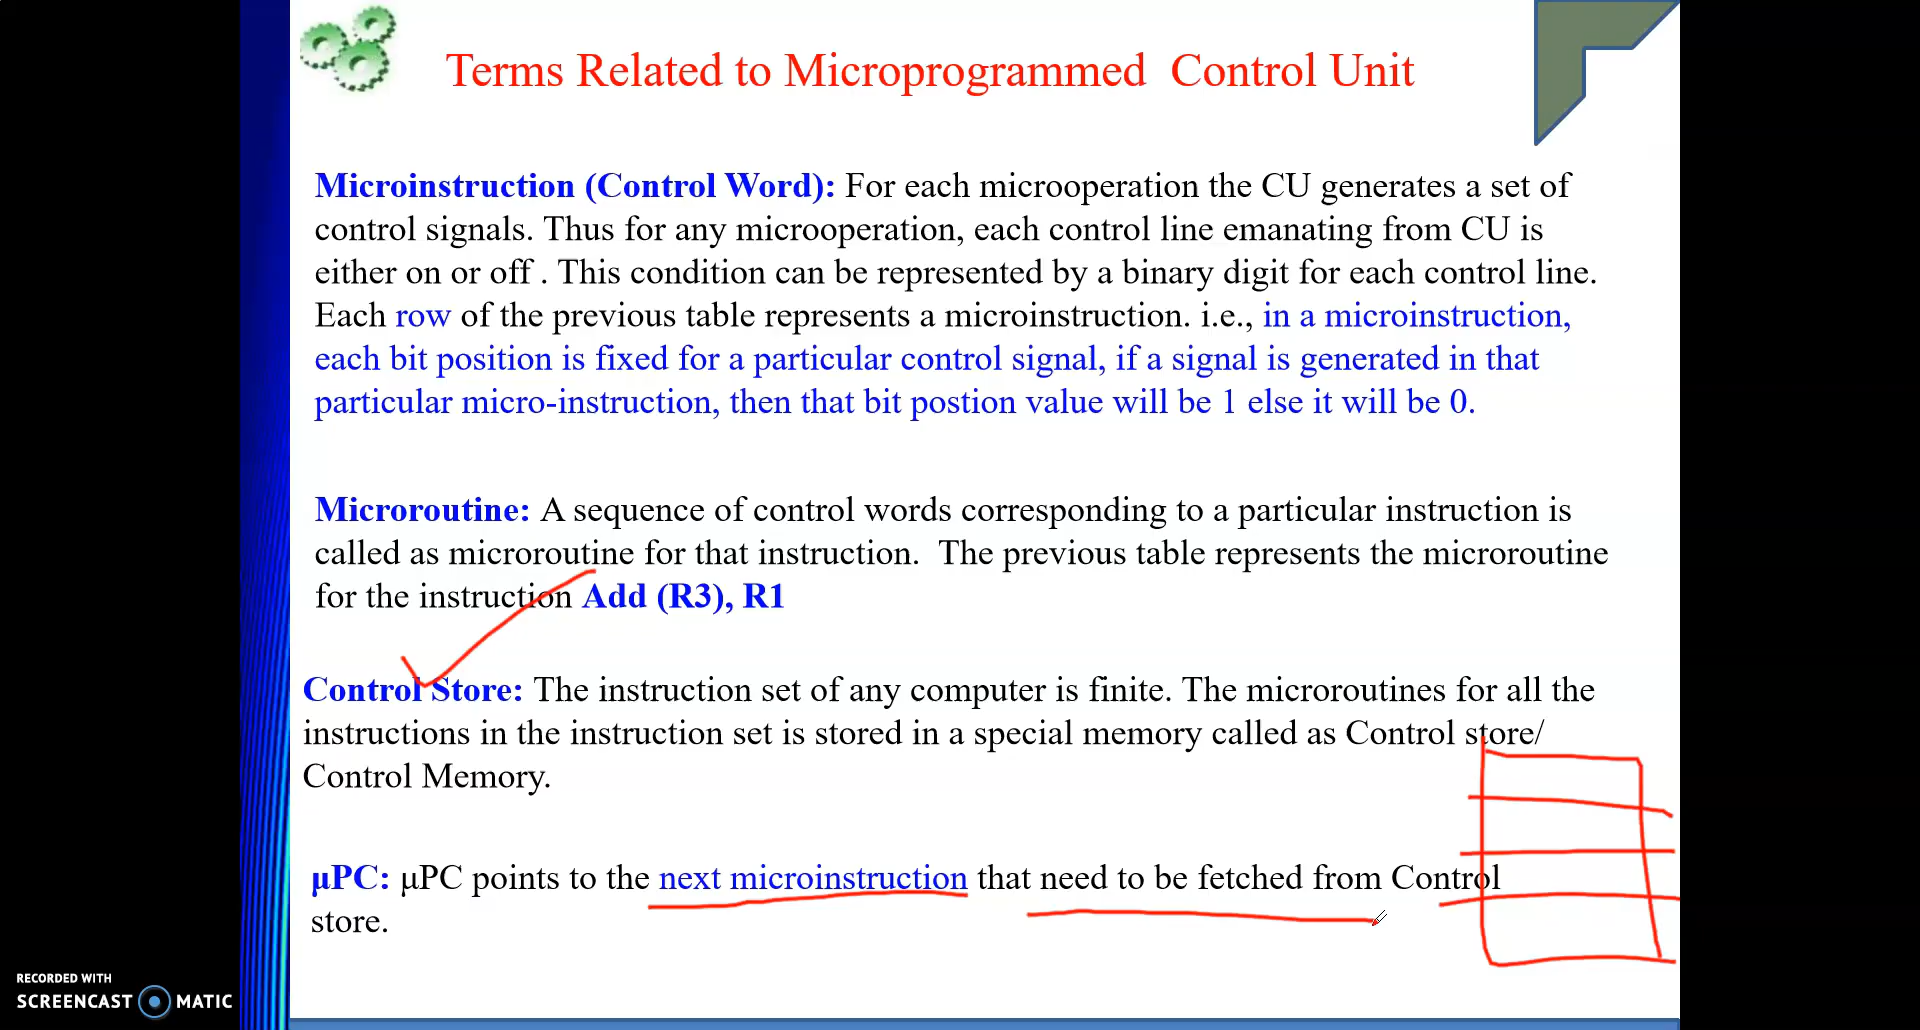 Terms Related to Microprogrammed Control Unit
Microinstruction (Control Word): For each microoperation the CU generates a set of
control signals. Thus for any microoperation, each control line emanating from CU is
either on or off . This condition can be represented by a binary digit for each control line.
Each row of the previous table represents a microinstruction. i.e., in a microinstruction,
each bit position is fixed for a particular control signal, if a signal is generated in that
particular micro-instruction, then that bit postion value will be 1 else it will be 0.
Microroutine: A sequence of control words corresponding to a particular instruction is
called as microroutine for that instruction. The previous table represents the microroutine
for the instruction Add (R3), R1
Control Store: The instruction set of any computer is finite. The microroutines for all the
instructions in the instruction set is stored in a special memory called as Control store/
Control Memory.
μPC: μPC points to the next microinstruction that need to be fetched from Control
store.
RECORDED WITH
SCREENCAST MATIC